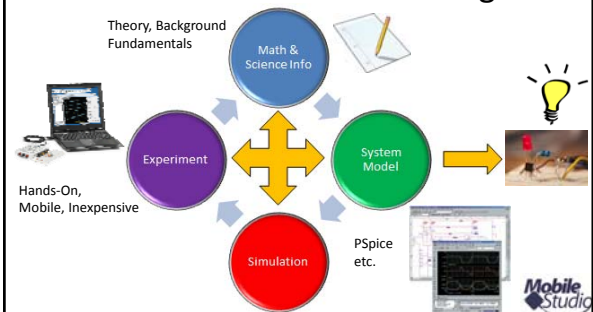 Theory, Background
Fundamentals
Math &
Science Info
Experiment
System
Model
Hands-On,
Mobile, Inexpensive
Simulation
PSpice
etc.
Mobile
Studio